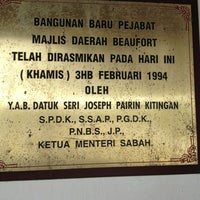 BANGUNAN BARU PEJABAT
MAJLIS DAERAH BEAUFORT
TELAH DIRASMIKAN PADA HARI INI
( KHAMIS ) 3HB FEBRUARI 1994
OLEH
Y.A.B. DATUK SERI JOSEPH PAIRIN KITINGAN
S.P.D.K., S.S.A.P., P.G.D.K.,
P.N.B.S., J.P.,
KETUA MENTERI SABAH.